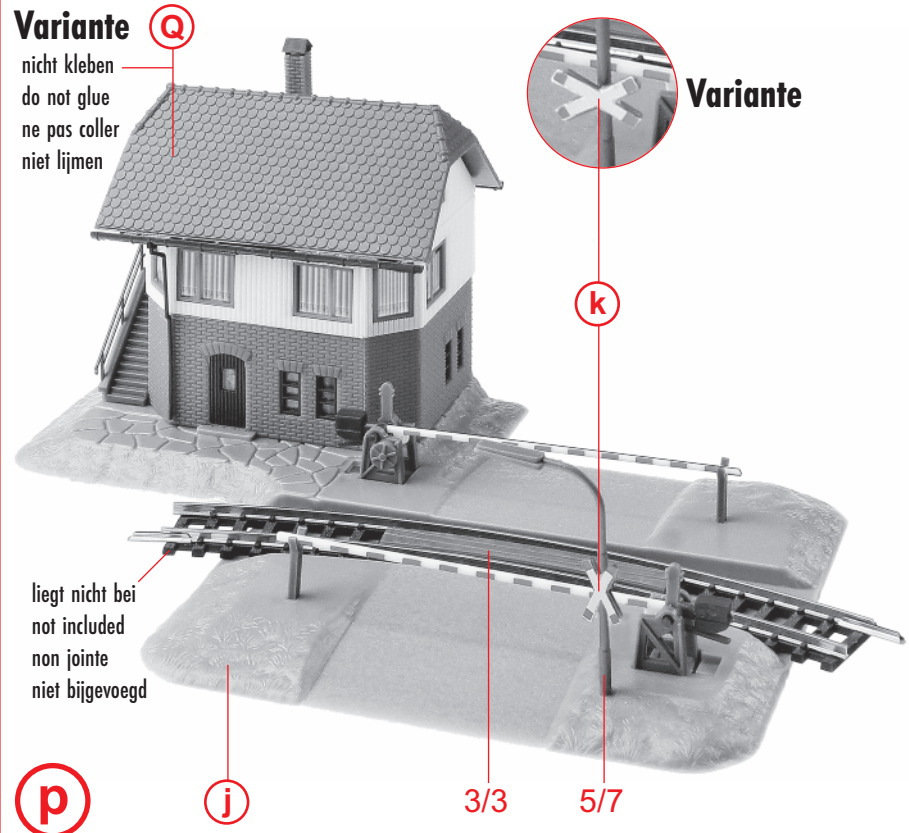 Variante Q
nicht kleben
do not glue
ne pas coller
niet lijmen
Variante
k
liegt nicht bei
not included
non jointe
niet bijgevoegd
p
j
3/3
5/7